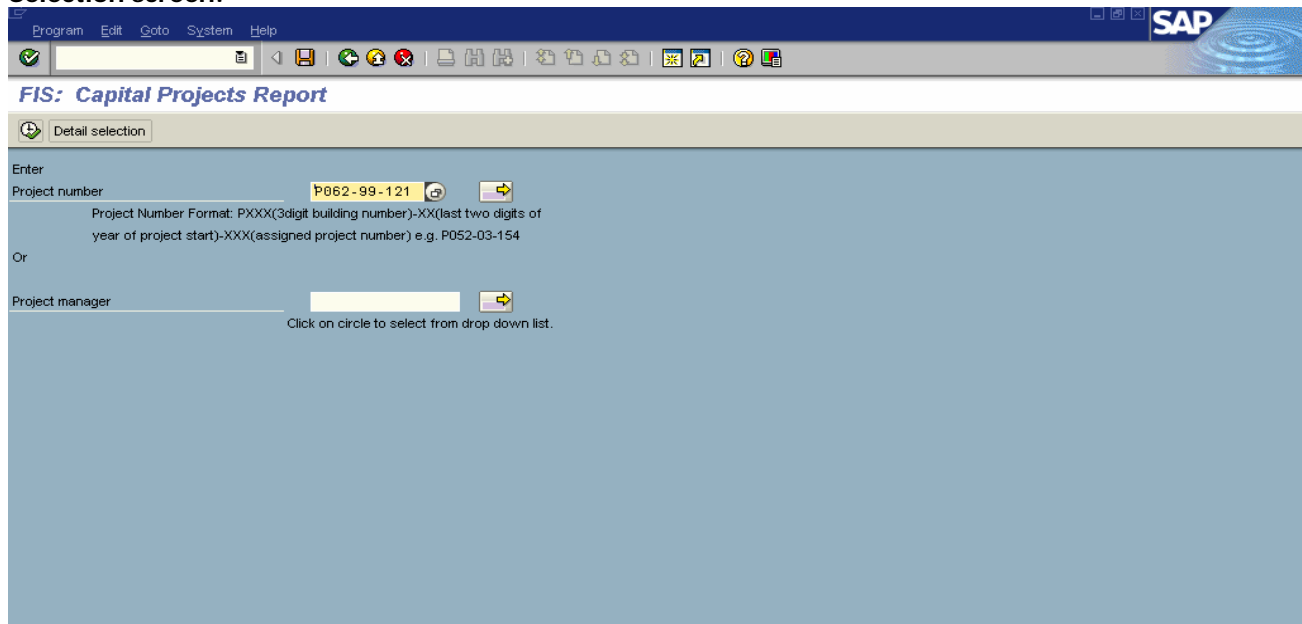 Selection screen:
Program Edit Goto System Help
SAP
FIS: Capital Projects Report
Detail selection
Enter
Project number P062-99-121
Project Number Format: PXXX(3digit building number)-XX(last two digits of
year of project start)-XXX(assigned project number) e.g. P052-03-154
Or
Project manager
Click on circle to select from drop down list.